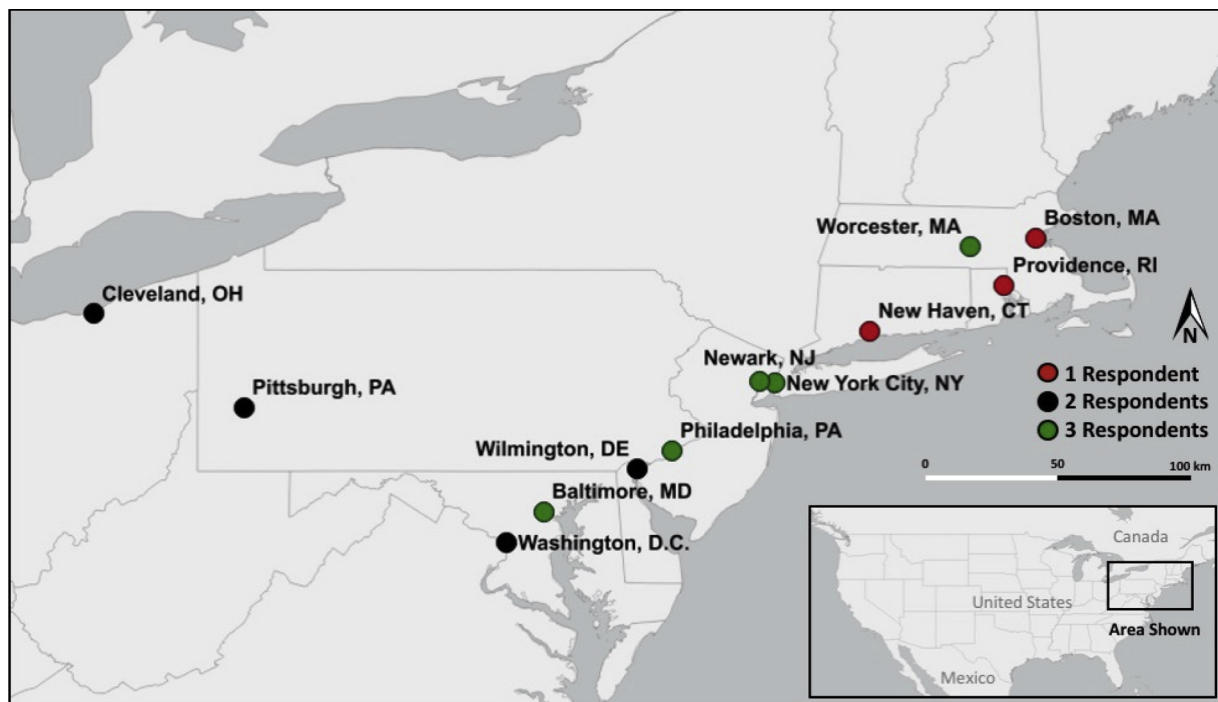 Worcester, MA
Boston, MA
Providence, RI
Cleveland, OH
New Haven, CT
N
Newark, NJ
Pittsburgh, PA
New York City, NY
1 Respondent
2 Respondents
3 Respondents
Philadelphia, PA
Wilmington, DE
0 50 100 km
Baltimore, MD
Washington, D.C.
Canada
United States
Area Shown
Mexico